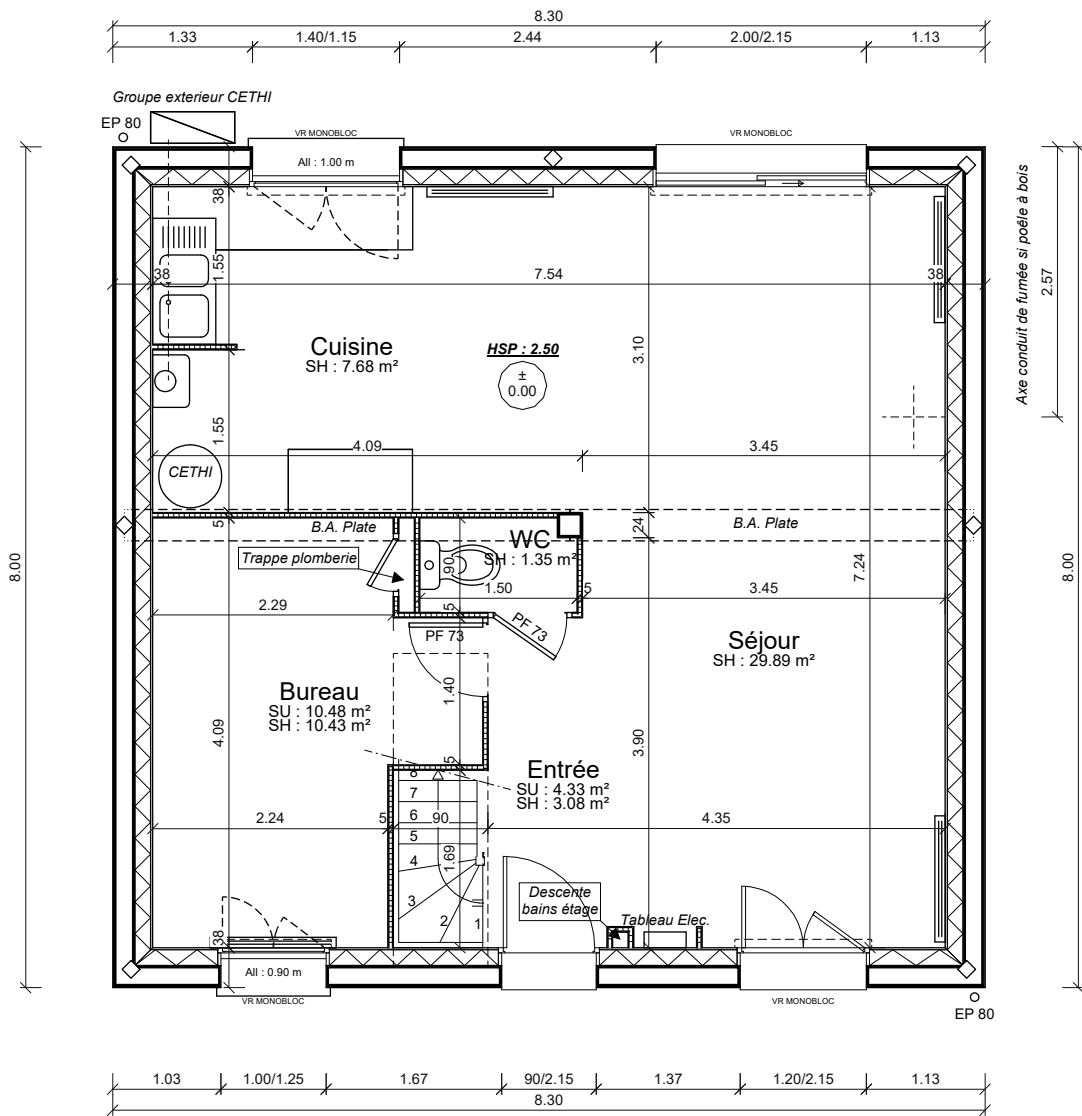 8.30
1.33
1.40/1.15
2.44
2.00/2.15
1.13
Groupe exterieur CETHI
EP 80
VR MONOBLOC
VR MONOBLOC
All : 1.00 m
38
1.55
38
7.54
38
2.57
Axe conduit de fumée si poêle à bois
Cuisine
SH : 7.68 m²
HSP : 2.50
±
0.00
3.10
1.55
4.09
3.45
CETHI
5
B.A. Plate
24
B.A. Plate
WC
SH : 1.35 m²
Trappe plomberie
90
1.50
5
7.24
3.45
8.00
8.00
2.29
5
PF 73
PF 73
Séjour
SH : 29.89 m²
Bureau
SU : 10.48 m²
SH : 10.43 m²
1.40
4.09
3.90
5
Entrée
SU : 4.33 m²
SH : 3.08 m²
7
6
5
4
3
2
1
2.24
5
90
4.35
1.69
Descente
bains étage
Tableau Elec.
38
All : 0.90 m
VR MONOBLOC
VR MONOBLOC
EP 80
1.03
1.00/1.25
1.67
90/2.15
1.37
1.20/2.15
1.13
8.30